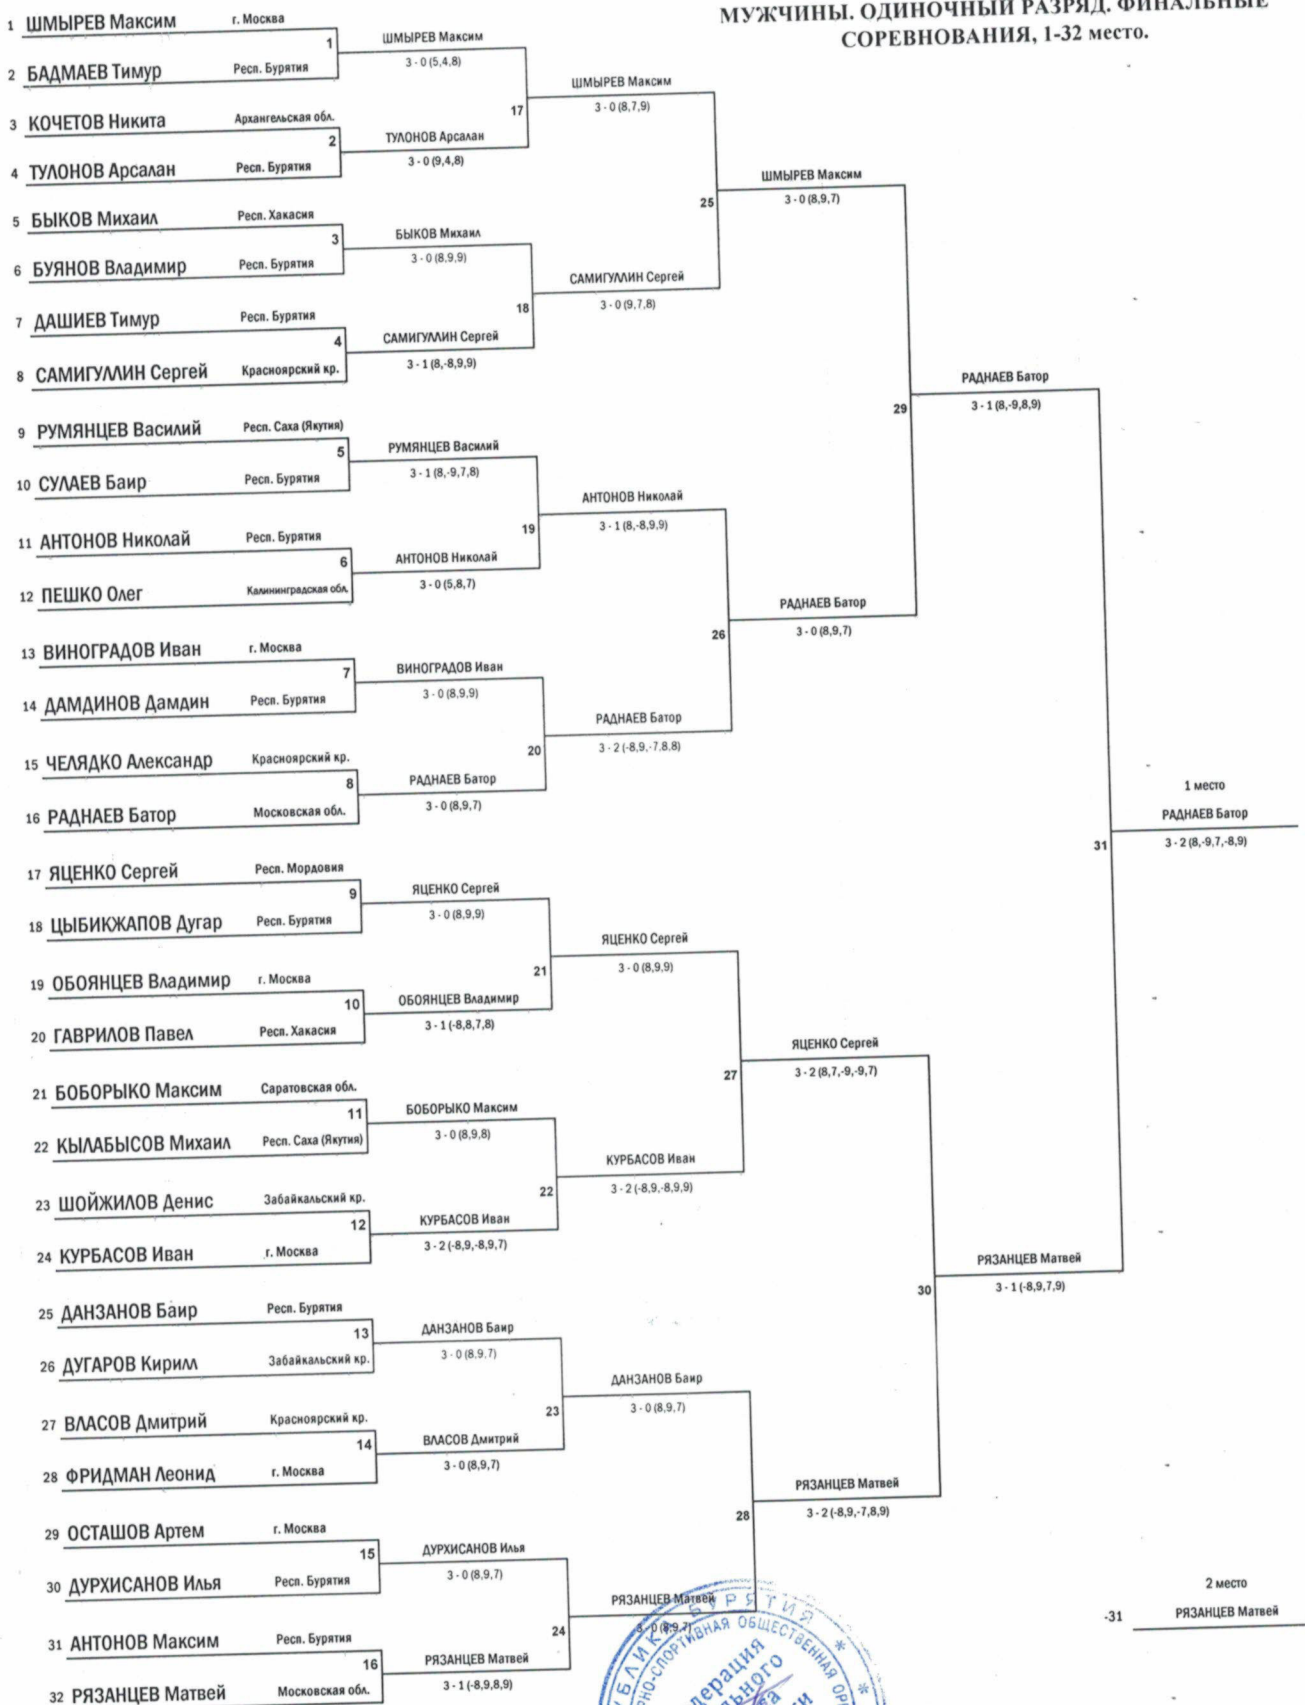 МУЖЧИНЫ. ОДИНОЧНЫЙ РАЗРЯД. ФИНАЛЬНЫЕ
СОРЕВНОВАНИЯ, 1-32 место.
1 ШМЫРЕВ Максим г. Москва
1
2 БАДМАЕВ Тимур Респ. Бурятия
3 КОЧЕТОВ Никита Архангельская обл.
2
4 ТУЛОНОВ Арсалан Респ. Бурятия
5 БЫКОВ Михаил Респ. Хакасия
3
6 БУЯНОВ Владимир Респ. Бурятия
7 ДАШИЕВ Тимур Респ. Бурятия
4
8 САМИГУЛЛИН Сергей Красноярский кр.
9 РУМЯНЦЕВ Василий Респ. Саха (Якутия)
5
10 СУЛАЕВ Баир Респ. Бурятия
11 АНТОНОВ Николай Респ. Бурятия
6
12 ПЕШКО Олег Калининградская обл.
13 ВИНОГРАДОВ Иван г. Москва
7
14 ДАМДИНОВ Дамдин Респ. Бурятия
15 ЧЕЛЯДКО Александр Красноярский кр.
8
16 РАДНАЕВ Батор Московская обл.
17 ЯЦЕНКО Сергей Респ. Мордовия
9
18 ЦЫБИКЖАПОВ Дугар Респ. Бурятия
19 ОБОЯНЦЕВ Владимир г. Москва
10
20 ГАВРИЛОВ Павел Респ. Хакасия
21 БОБОРЫКО Максим Саратовская обл.
11
22 КЫЛАБЫСОВ Михаил Респ. Саха (Якутия)
23 ШОЙЖИЛОВ Денис Забайкальский кр.
12
24 КУРБАСОВ Иван г. Москва
25 ДАНЗАНОВ Баир Респ. Бурятия
13
26 ДУГАРОВ Кирилл Забайкальский кр.
27 ВЛАСОВ Дмитрий Красноярский кр.
14
28 ФРИДМАН Леонид г. Москва
29 ОСТАШОВ Артем г. Москва
15
30 ДУРХИСАНОВ Илья Респ. Бурятия
31 АНТОНОВ Максим Респ. Бурятия
16
32 РЯЗАНЦЕВ Матвей Московская обл.
ШМЫРЕВ Максим
3 - 0 (5,4,8)
17
ТУЛОНОВ Арсалан
3 - 0 (9,4,8)
БЫКОВ Михаил
3 - 0 (8,9,9)
18
САМИГУЛЛИН Сергей
3 - 1 (8,-8,9,9)
РУМЯНЦЕВ Василий
3 - 1 (8,-9,7,8)
19
АНТОНОВ Николай
3 - 0 (5,8,7)
ВИНОГРАДОВ Иван
3 - 0 (8,9,9)
20
РАДНАЕВ Батор
3 - 0 (8,9,7)
ЯЦЕНКО Сергей
3 - 0 (8,9,9)
21
ОБОЯНЦЕВ Владимир
3 - 1 (-8,8,7,8)
БОБОРЫКО Максим
3 - 0 (8,9,8)
22
КУРБАСОВ Иван
3 - 2 (-8,9,-8,9,7)
ДАНЗАНОВ Баир
3 - 0 (8,9,7)
23
ВЛАСОВ Дмитрий
3 - 0 (8,9,7)
ДУРХИСАНОВ Илья
3 - 0 (8,9,7)
24
РЯЗАНЦЕВ Матвей
3 - 1 (-8,9,8,9)
ШМЫРЕВ Максим
3 - 0 (8,7,9)
25
САМИГУЛЛИН Сергей
3 - 0 (9,7,8)
АНТОНОВ Николай
3 - 1 (8,-8,9,9)
26
РАДНАЕВ Батор
3 - 2 (-8,9,-7,8,8)
ЯЦЕНКО Сергей
3 - 0 (8,9,9)
27
КУРБАСОВ Иван
3 - 2 (-8,9,-8,9,9)
ДАНЗАНОВ Баир
3 - 0 (8,9,7)
28
РЯЗАНЦЕВ Матвей
3 - 0 (8,9,7)
ШМЫРЕВ Максим
3 - 0 (8,9,7)
29
РАДНАЕВ Батор
3 - 0 (8,9,7)
ЯЦЕНКО Сергей
3 - 2 (8,7,-9,-9,7)
30
РЯЗАНЦЕВ Матвей
3 - 2 (-8,9,-7,8,9)
РАДНАЕВ Батор
3 - 1 (8,-9,8,9)
31
РЯЗАНЦЕВ Матвей
3 - 1 (-8,9,7,9)
1 место
РАДНАЕВ Батор
3 - 2 (8,-9,7,-8,9)
2 место
-31 РЯЗАНЦЕВ Матвей
БУРЯТИЯ
ОБЩЕСТВЕННАЯ